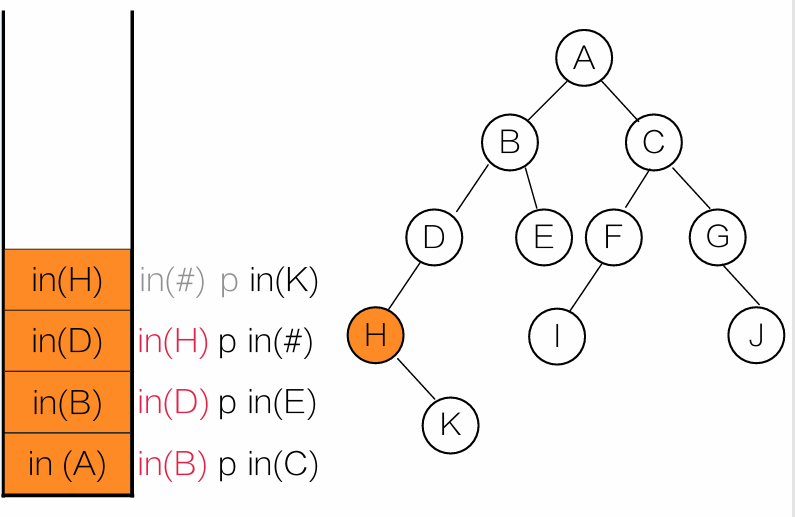 A
B
C
D
E
F
G
in(H) in(#) p in(K)
in(D) in(H) p in(#)
H
I
J
in(B) in(D) p in(E)
K
in (A) in(B) p in(C)